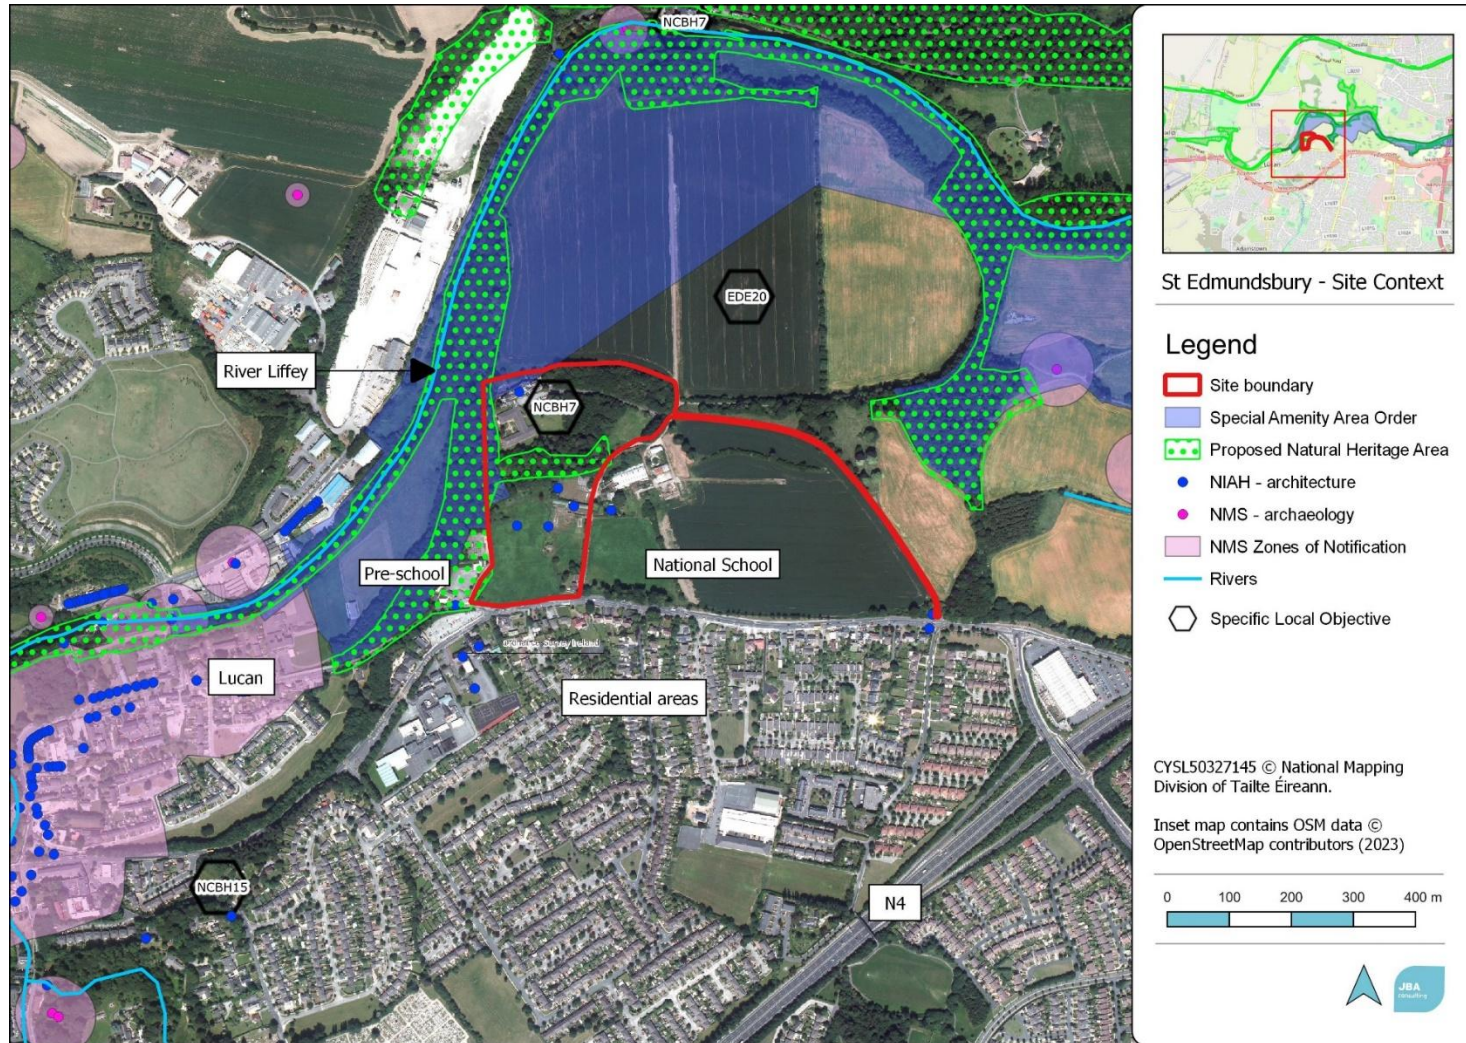 NCBH7
EDE20
River Liffey
NCBH7
Pre-school
National School
Lucan
Residential areas
NCBH15
N4
St Edmundsbury - Site Context
Legend
Site boundary
Special Amenity Area Order
Proposed Natural Heritage Area
NIAH - architecture
NMS - archaeology
NMS Zones of Notification
Rivers
Specific Local Objective
CYSL50327145 © National Mapping
Division of Tailte Éireann.
Inset map contains OSM data ©
OpenStreetMap contributors (2023)
0 100 200 300 400 m
JBA
consulting